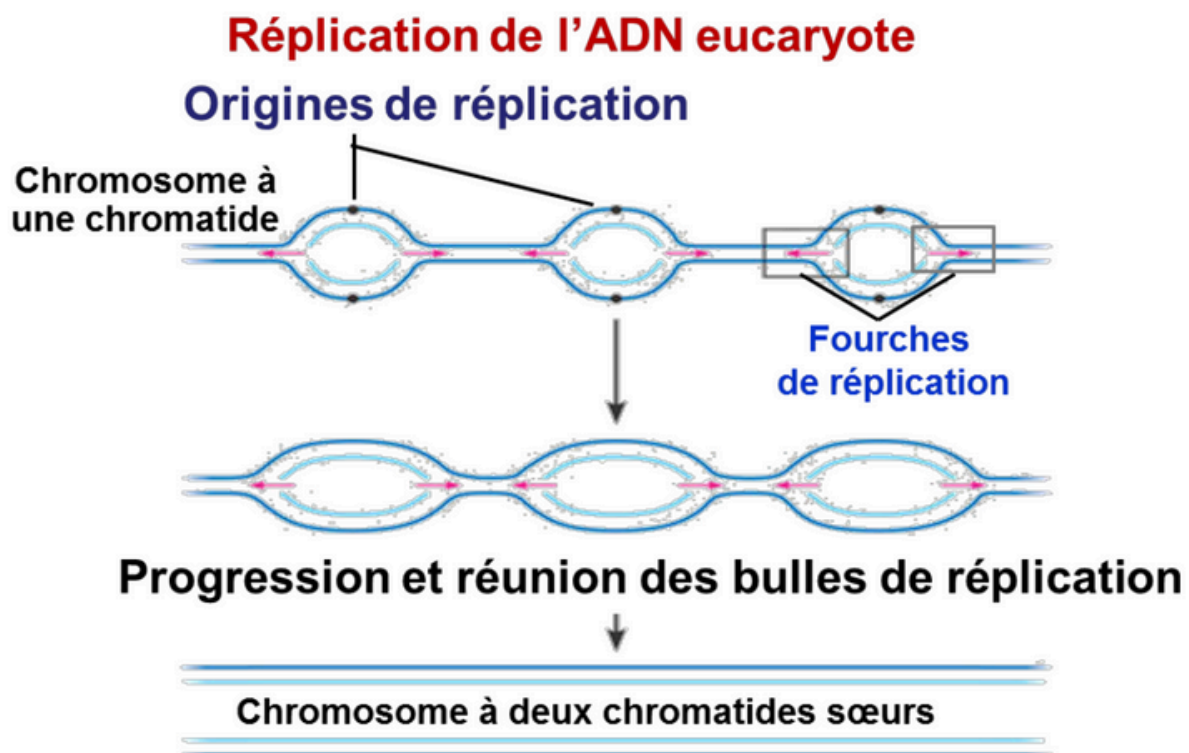 Réplication de l’ADN eucaryote
Origines de réplication
Chromosome à
une chromatide
Fourches
de réplication
Progression et réunion des bulles de réplication
Chromosome à deux chromatides sœurs